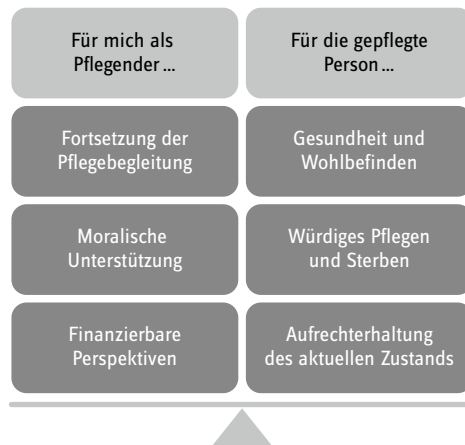 Für mich als
Pflegender ...
Für die gepflegte
Person ...
Fortsetzung der
Pflegebegleitung
Gesundheit und
Wohlbefinden
Moralische
Unterstützung
Würdiges Pflegen
und Sterben
Finanzierbare
Perspektiven
Aufrechterhaltung
des aktuellen Zustands